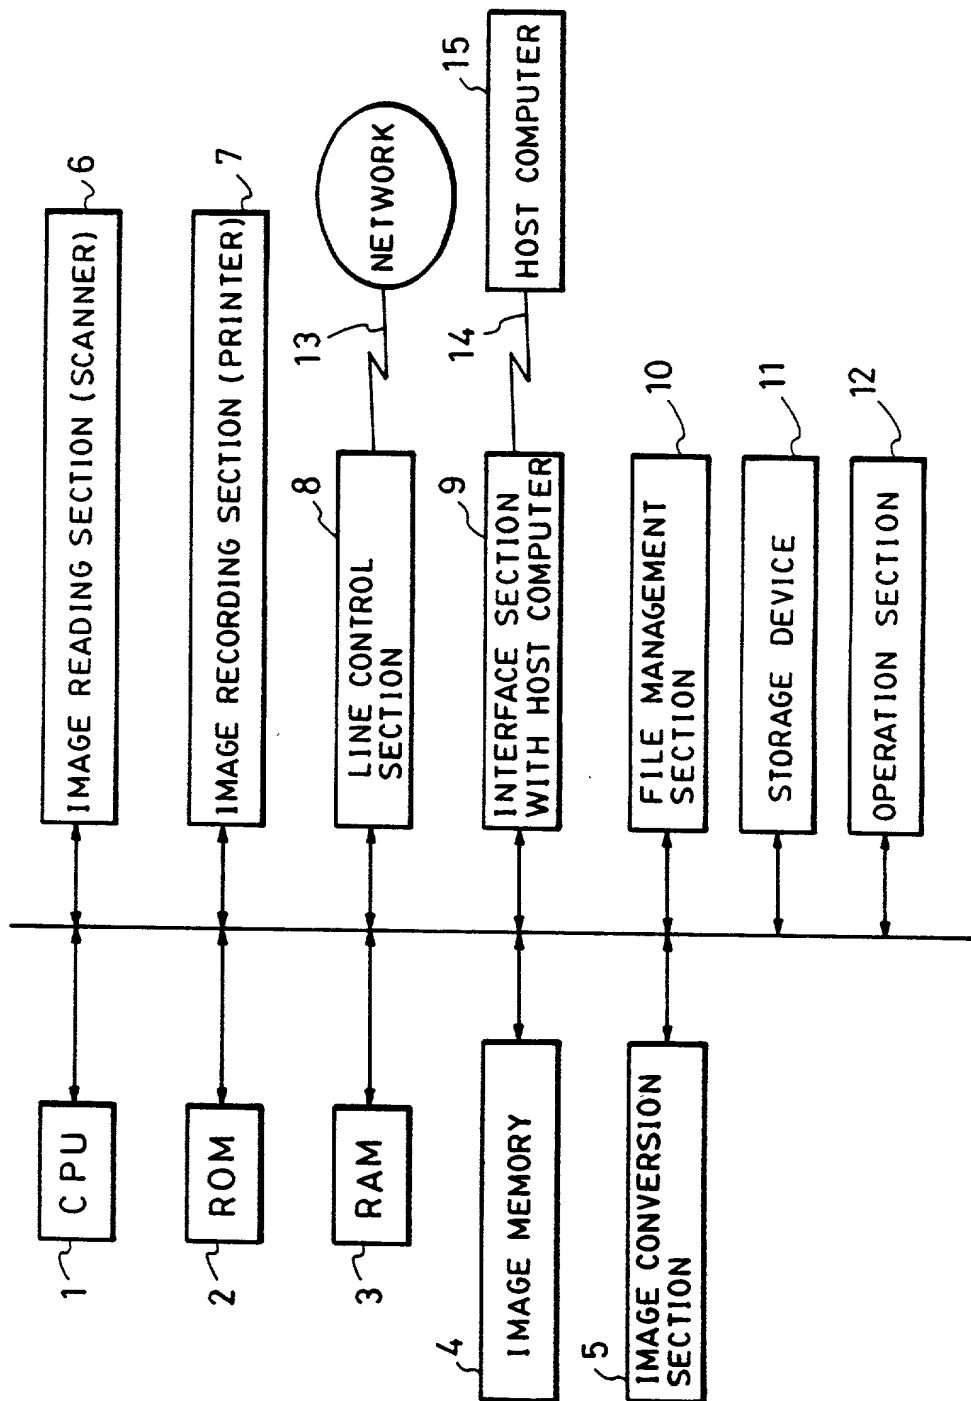 1
CPU
2
ROM
3
RAM
4
IMAGE MEMORY
5
IMAGE CONVERSION
SECTION
IMAGE READING SECTION (SCANNER)
6
IMAGE RECORDING SECTION (PRINTER)
7
8
LINE CONTROL
SECTION
13
NETWORK
9
INTERFACE SECTION
WITH HOST COMPUTER
14
HOST COMPUTER
15
FILE MANAGEMENT
SECTION
10
STORAGE DEVICE
11
OPERATION SECTION
12